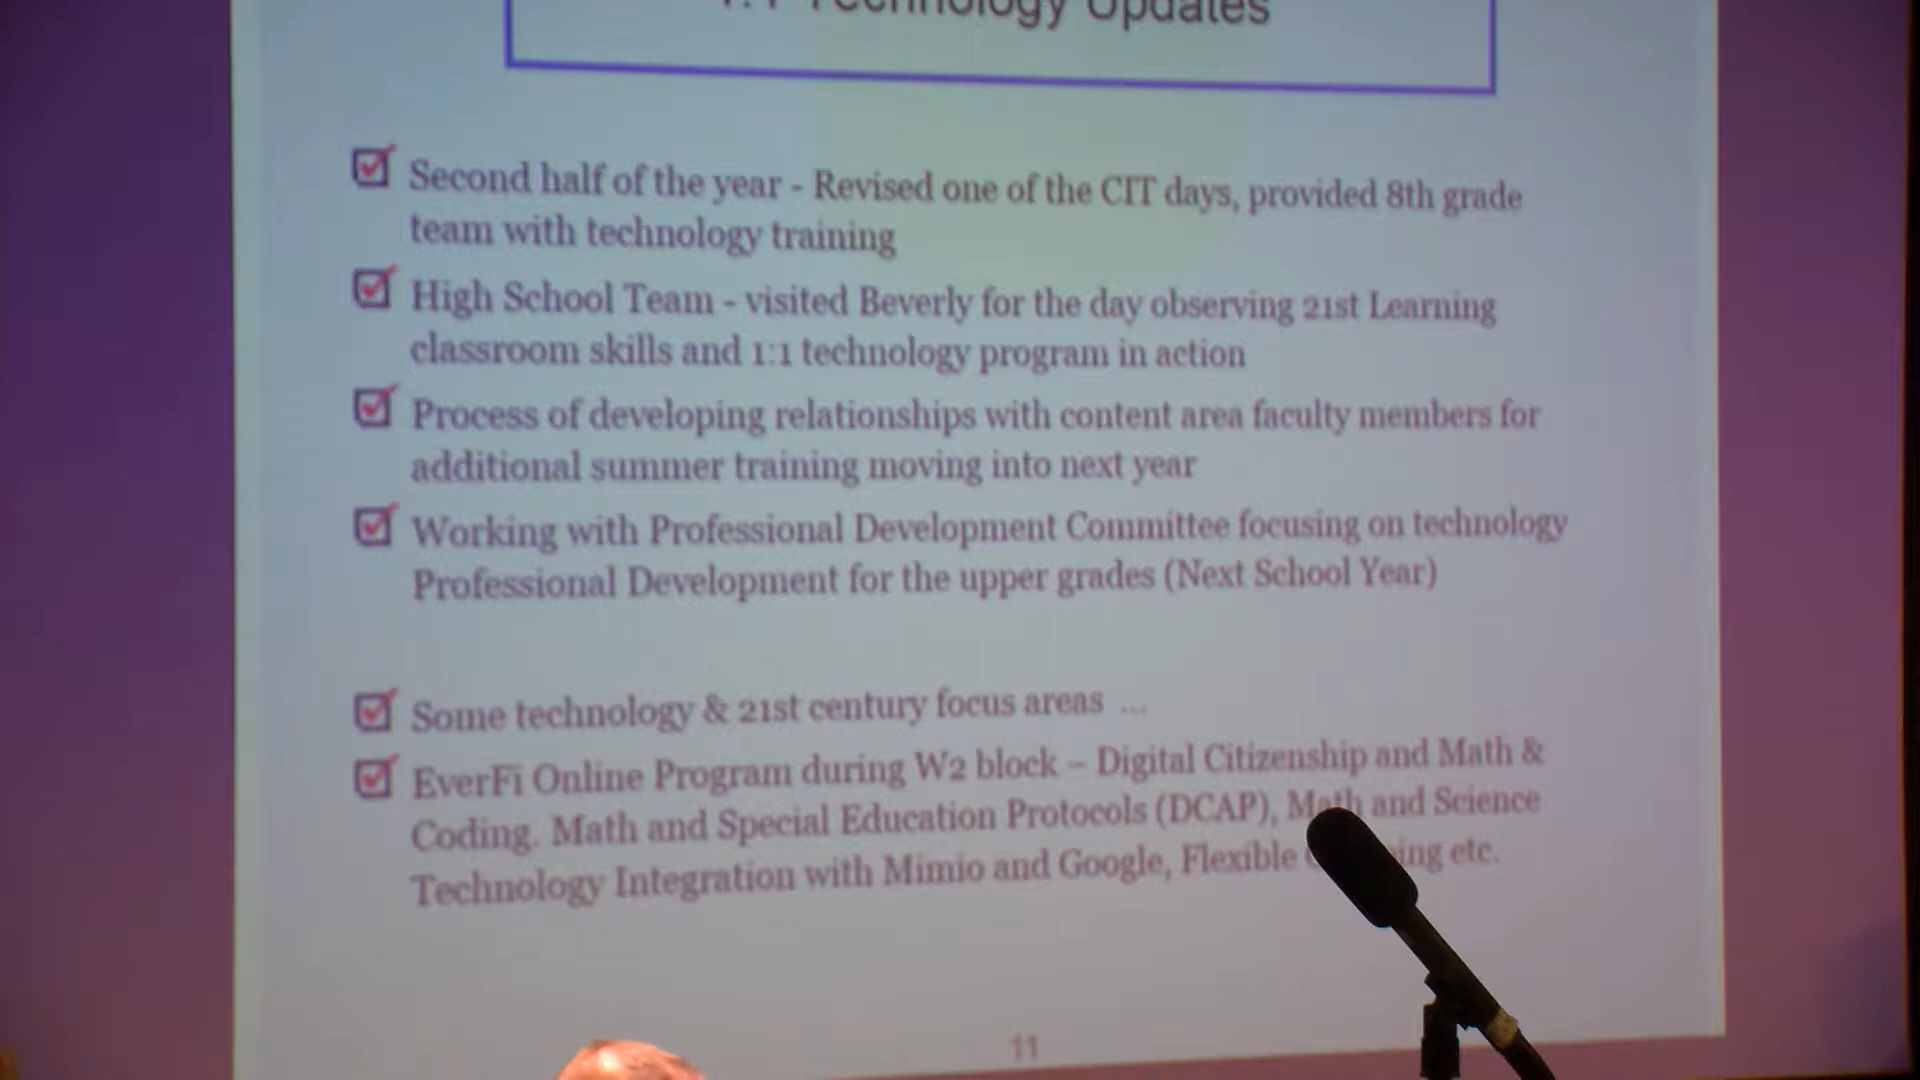 1:1 Technology Updates
Second half of the year - Revised one of the CIT days, provided 8th grade
team with technology training
High School Team - visited Beverly for the day observing 21st Learning
classroom skills and 1:1 technology program in action
Process of developing relationships with content area faculty members for
additional summer training moving into next year
Working with Professional Development Committee focusing on technology
Professional Development for the upper grades (Next School Year)
Some technology & 21st century focus areas ...
EverFi Online Program during W2 block – Digital Citizenship and Math &
Coding. Math and Special Education Protocols (DCAP), Math and Science
Technology Integration with Mimio and Google, Flexible etc.
11